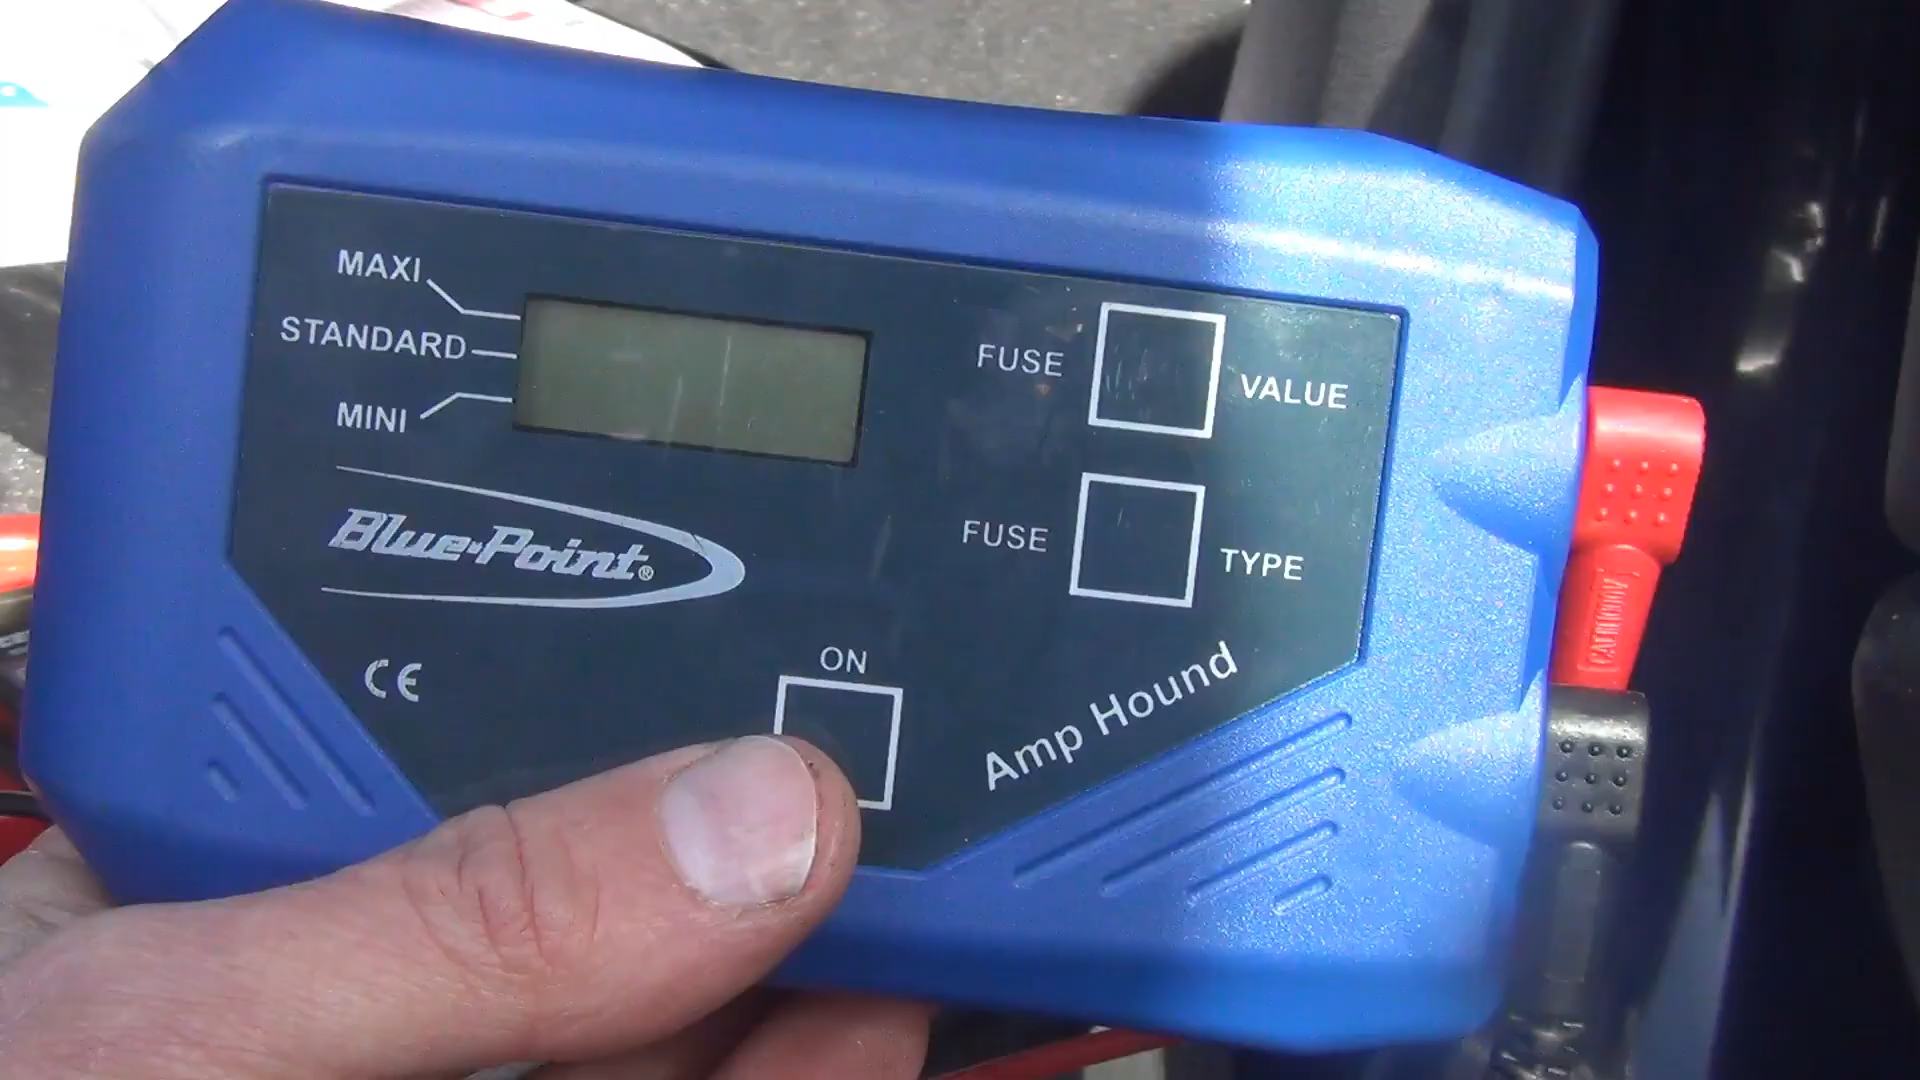 MAXI
STANDARD
MINI
FUSE VALUE
Blue-Point®
FUSE TYPE
CE
ON
Amp Hound